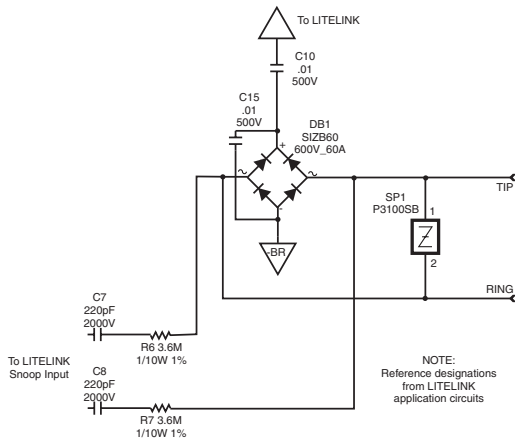 To LITELINK
C10
.01
500V
C15
.01
500V
DB1
SIZB60
600V_60A
+
~
~
-
-BR
TIP
SP1
P3100SB
1
2
RING
C7
220pF
2000V
R6 3.6M
1/10W 1%
To LITELINK
Snoop Input
C8
220pF
2000V
R7 3.6M
1/10W 1%
NOTE:
Reference designations
from LITELINK
application circuits